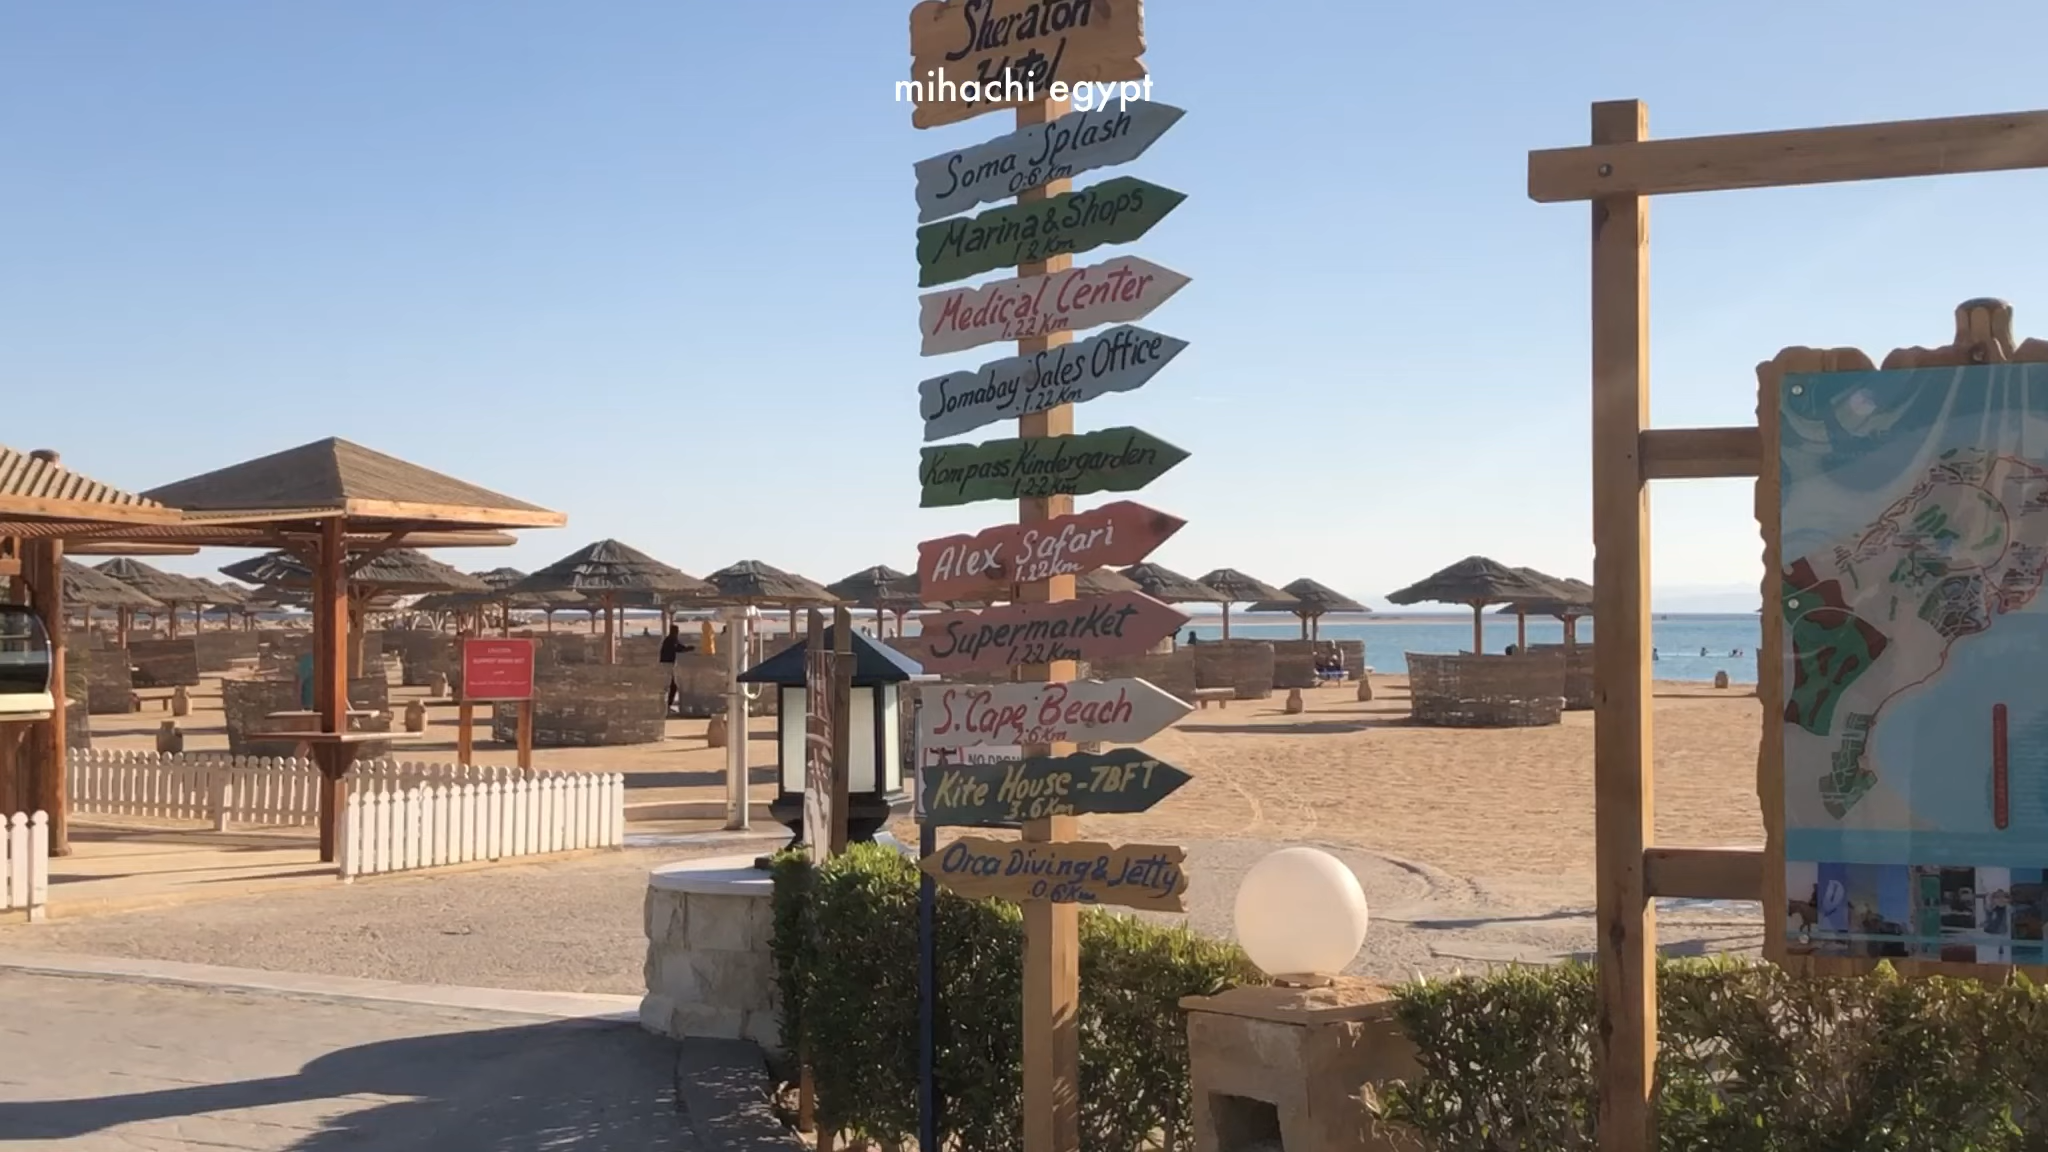 Sheraton
Hotel
mihachi egypt
Soma Splash
0.6 Km
Marina & Shops
1.2 Km
Medical Center
1.22 Km
Somabay Sales Office
.1.22 Km
Kompass Kindergarden
1.22 Km
Alex Safari
1.22 Km
Supermarket
1.22 Km
S. Cape Beach
2.6 Km
Kite House - 7BFT
3.6 Km
Orca Diving & Jetty
0.6 Km